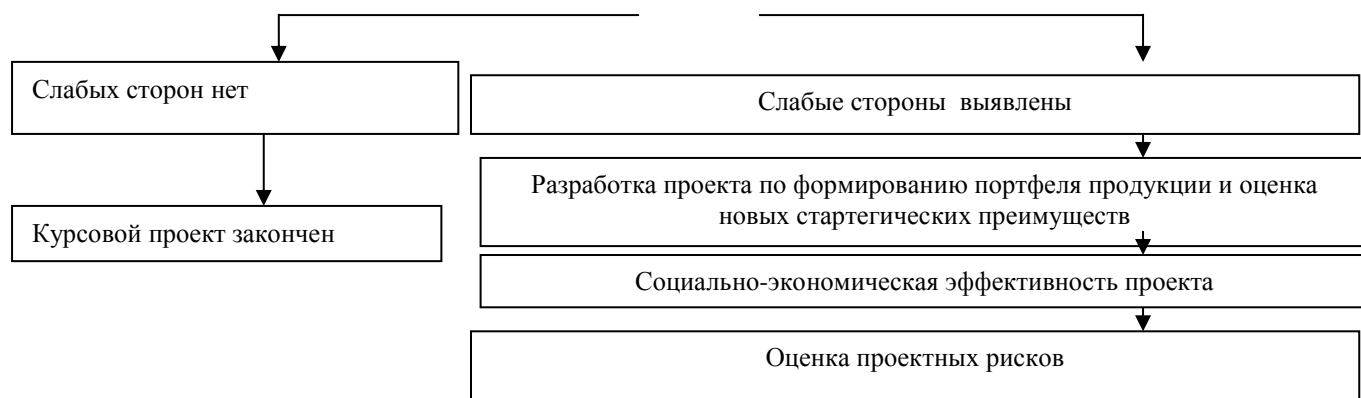 Слабых сторон нет
Слабые стороны выявлены
Разработка проекта по формированию портфеля продукции и оценка
новых стартегических преимуществ
Курсовой проект закончен
Социально-экономическая эффективность проекта
Оценка проектных рисков